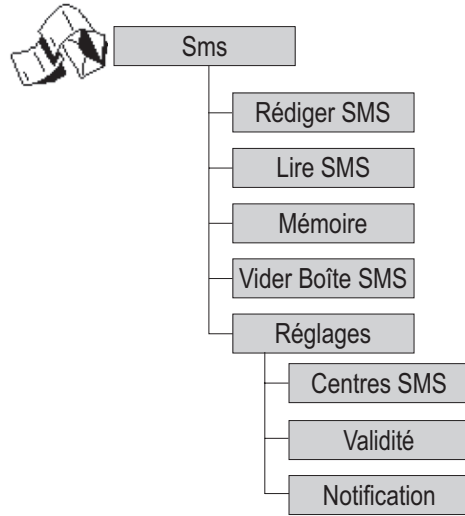 Sms
Rédiger SMS
Lire SMS
Mémoire
Vider Boîte SMS
Réglages
Centres SMS
Validité
Notification